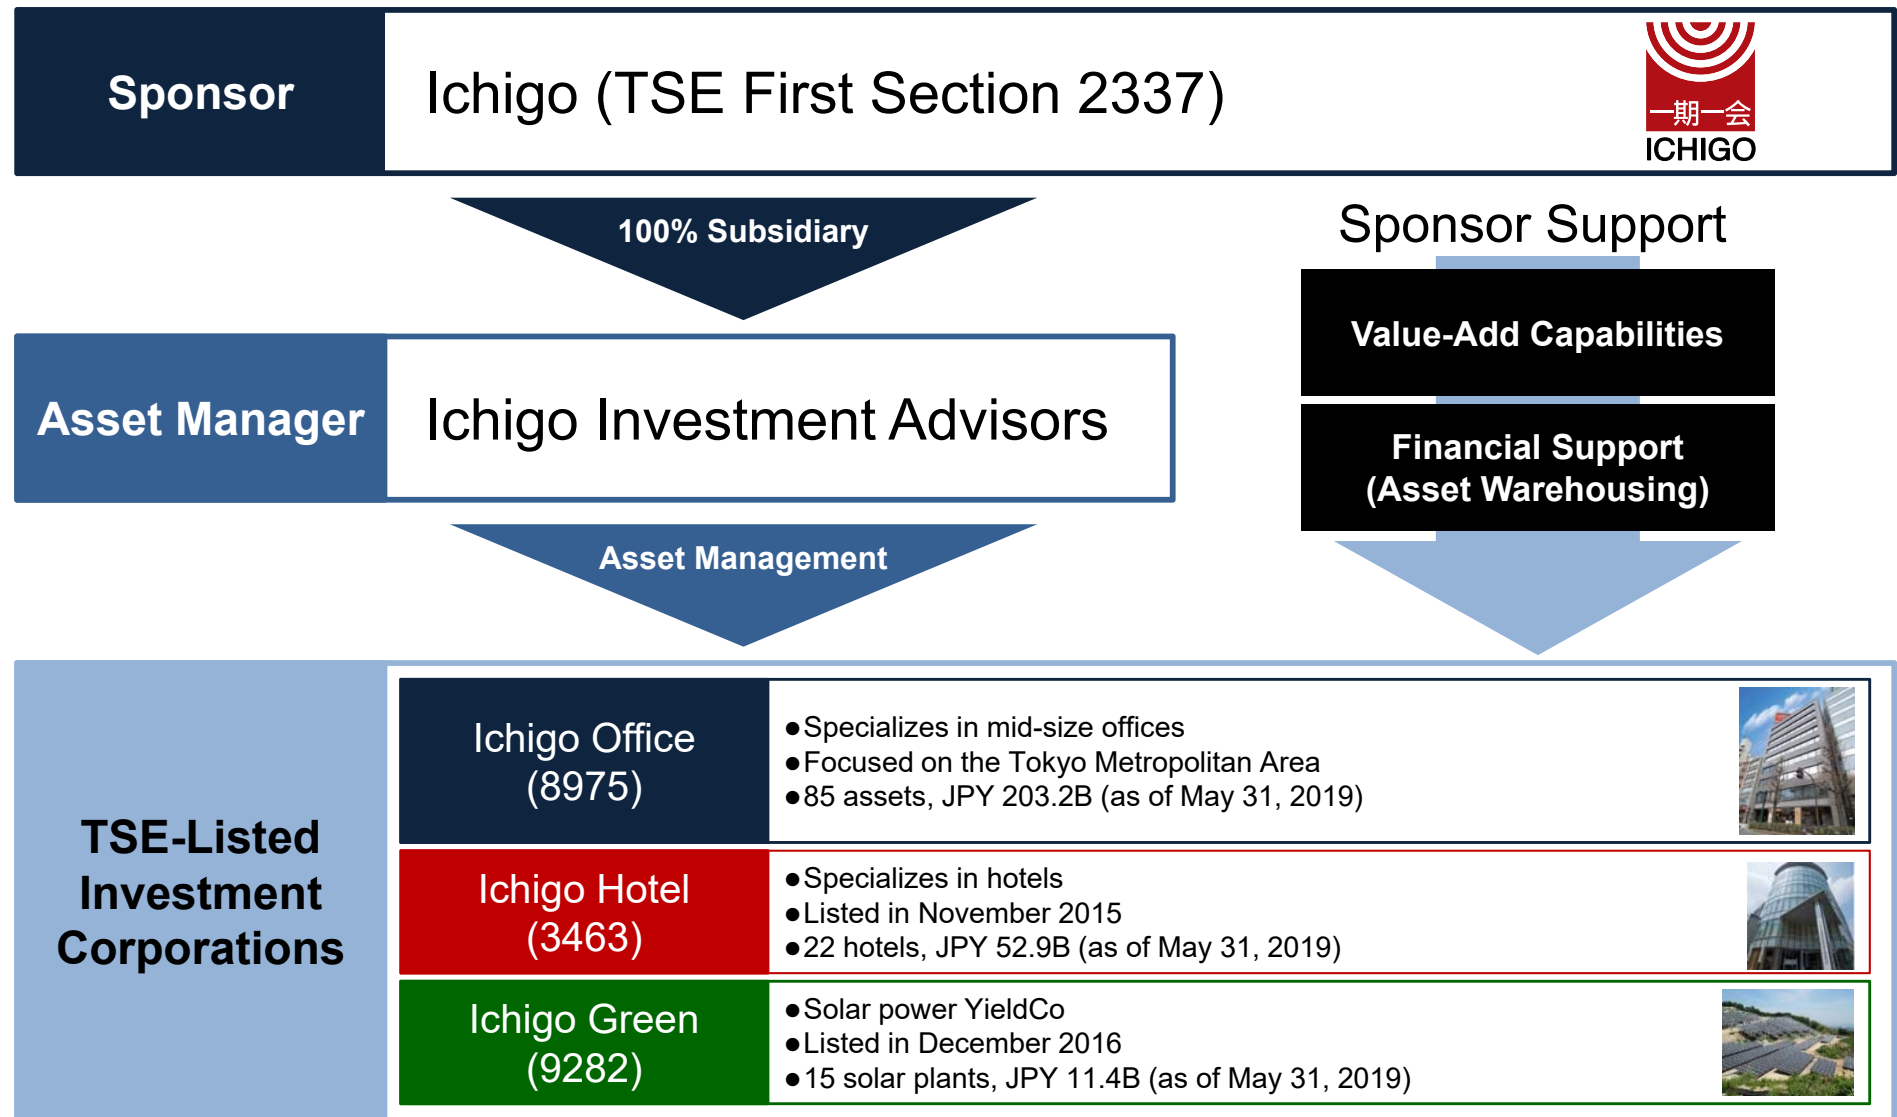 Sponsor
Ichigo (TSE First Section 2337)
一期一会
ICHIGO
100% Subsidiary
Sponsor Support
Value-Add Capabilities
Financial Support
(Asset Warehousing)
Asset Manager
Ichigo Investment Advisors
Asset Management
TSE-Listed
Investment
Corporations
Ichigo Office
(8975)
●Specializes in mid-size offices
●Focused on the Tokyo Metropolitan Area
●85 assets, JPY 203.2B (as of May 31, 2019)
Ichigo Hotel
(3463)
●Specializes in hotels
●Listed in November 2015
●22 hotels, JPY 52.9B (as of May 31, 2019)
Ichigo Green
(9282)
●Solar power YieldCo
●Listed in December 2016
●15 solar plants, JPY 11.4B (as of May 31, 2019)